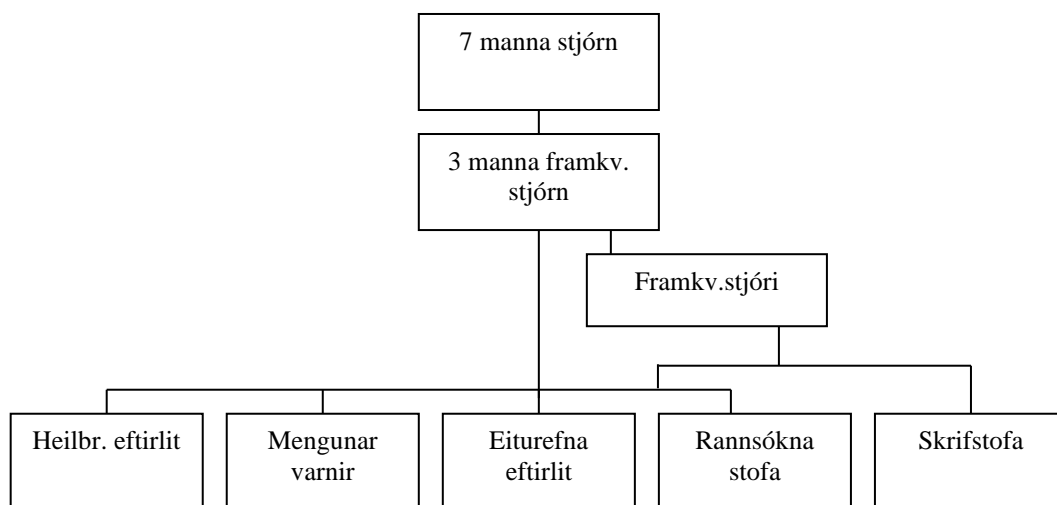 7 manna stjórn
3 manna framkv.
stjórn
Framkv.stjóri
Heilbr. eftirlit
Mengunar
varnir
Eiturefna
eftirlit
Rannsókna
stofa
Skrifstofa